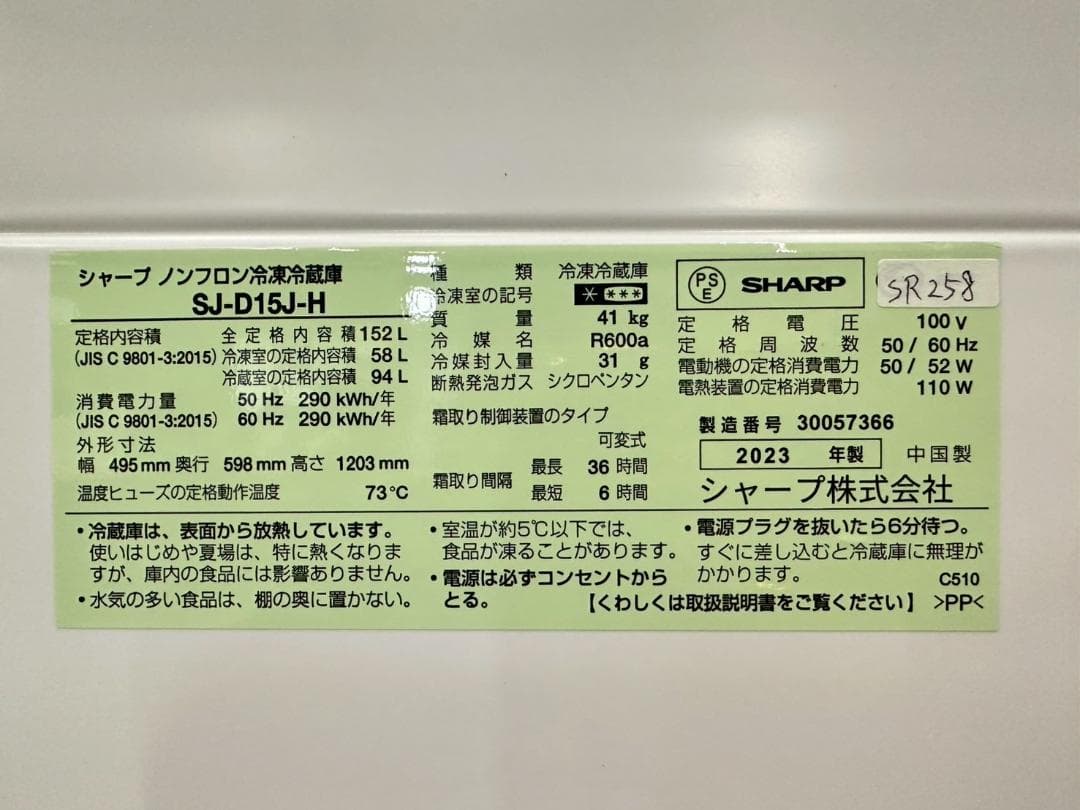 シャープ ノンフロン冷凍冷蔵庫
SJ-D15J-H
定格内容積 全定格内容積 152 L
(JIS C 9801-3:2015) 冷凍室の定格内容積 58 L
冷蔵室の定格内容積 94 L
消費電力量 50 Hz 290 kWh/年
(JIS C 9801-3:2015) 60 Hz 290 kWh/年
外形寸法
幅 495 mm 奥行 598 mm 高さ 1203 mm
温度ヒューズの定格動作温度 73℃
種類 冷凍冷蔵庫
冷凍室の記号 * ***
質量 41 kg
冷媒名 R600a
冷媒封入量 31 g
断熱発泡ガス シクロペンタン
霜取り制御装置のタイプ
可変式
霜取り間隔 最長 36 時間
最短 6 時間
PSE SHARP
SR258
定格電圧 100 V
定格周波数 50 / 60 Hz
電動機の定格消費電力 50 / 52 W
電熱装置の定格消費電力 110 W
製造番号 30057366
2023 年製 中国製
シャープ株式会社
・冷蔵庫は、表面から放熱しています。
使いはじめや夏場は、特に熱くなりま
すが、庫内の食品には影響ありません。
・水気の多い食品は、棚の奥に置かない。
・室温が約5℃以下では、
食品が凍ることがあります。
・電源は必ずコンセントから
とる。
・電源プラグを抜いたら6分待つ。
すぐに差し込むと冷蔵庫に無理が
かかります。 C510
【くわしくは取扱説明書をご覧ください】 >PP<